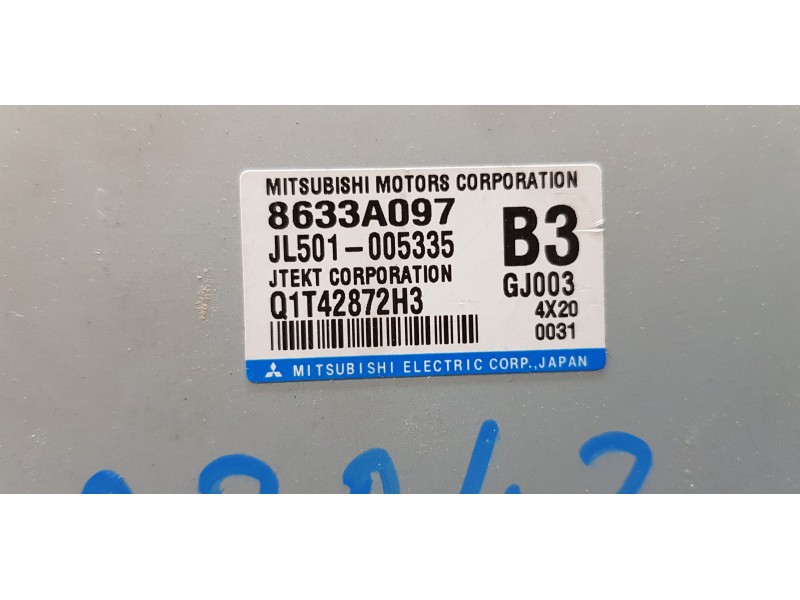 MITSUBISHI MOTORS CORPORATION
8633A097
B3
JL501-005335
JTEKT CORPORATION
GJ003
Q1T42872H3
4X20
0031
MITSUBISHI ELECTRIC CORP.,JAPAN